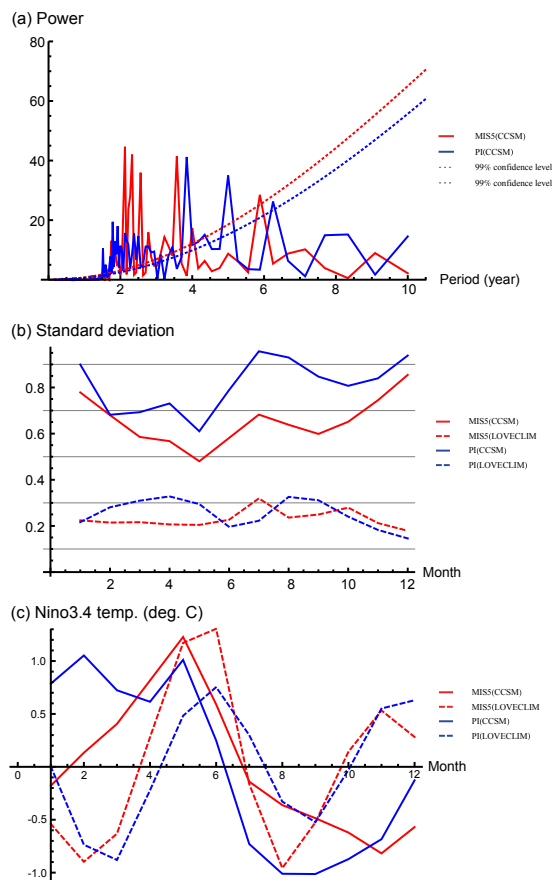 (a) Power
80
60
40
20
2
4
6
8
10
Period (year)
MIS5(CCSM)
PI(CCSM)
99% confidence level
99% confidence level
(b) Standard deviation
0.8
0.6
0.4
0.2
2
4
6
8
10
12
Month
MIS5(CCSM)
MIS5(LOVECLIM)
PI(CCSM)
PI(LOVECLIM)
(c) Nino3.4 temp. (deg. C)
1.0
0.5
-0.5
-1.0
0
2
4
6
8
10
12
Month
MIS5(CCSM)
MIS5(LOVECLIM
PI(CCSM)
PI(LOVECLIM)